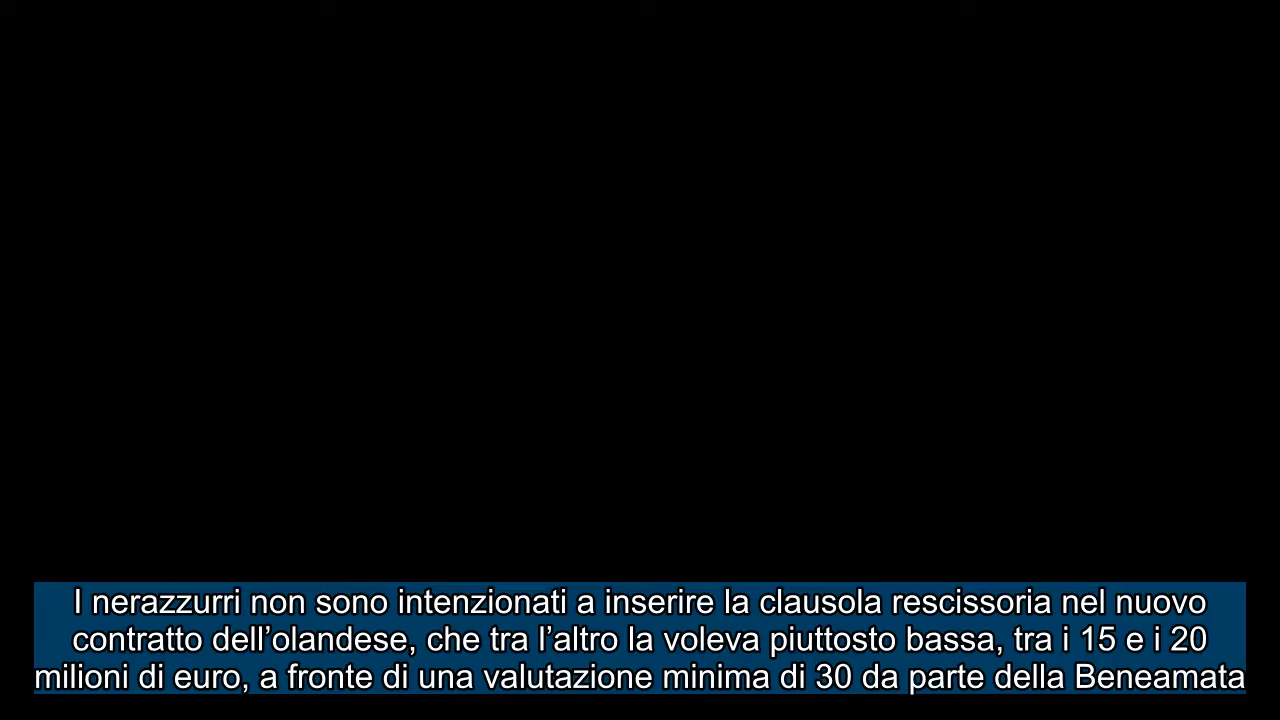 I nerazzurri non sono intenzionati a inserire la clausola rescissoria nel nuovo
contratto dell’olandese, che tra l’altro la voleva piuttosto bassa, tra i 15 e i 20
milioni di euro, a fronte di una valutazione minima di 30 da parte della Beneamata